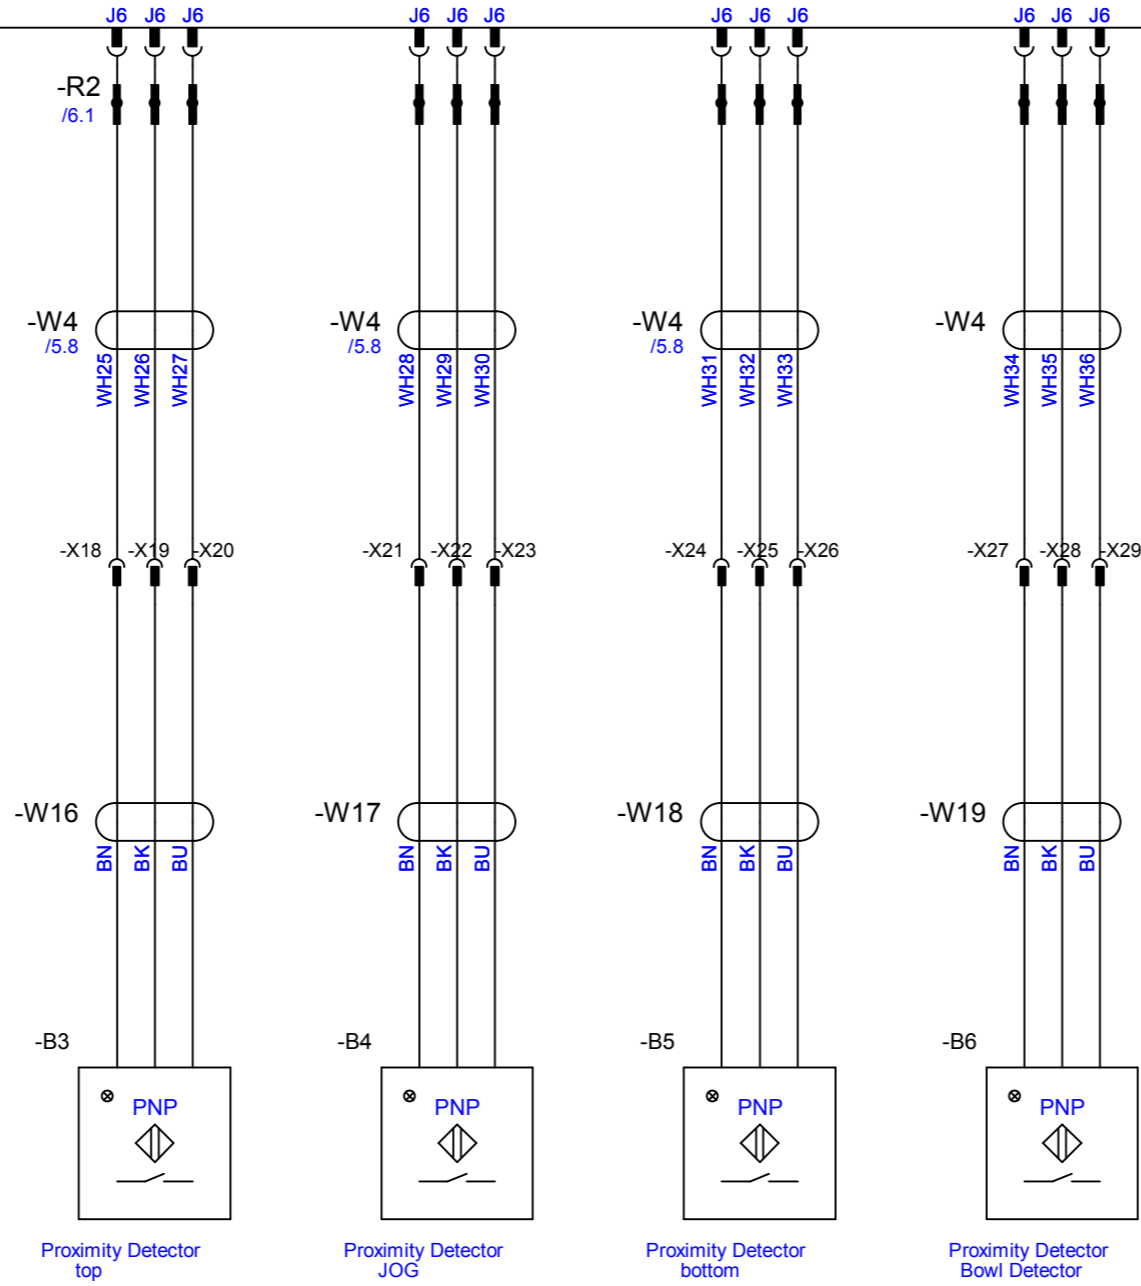 J6 J6 J6 J6 J6 J6 J6 J6 J6 J6 J6 J6
-R2
/6.1
-W4 -W4 -W4 -W4
/5.8 /5.8 /5.8
WH25 WH26 WH27 WH28 WH29 WH30 WH31 WH32 WH33 WH34 WH35 WH36
-X18 -X19 -X20 -X21 -X22 -X23 -X24 -X25 -X26 -X27 -X28 -X29
-W16 -W17 -W18 -W19
BN BK BU BN BK BU BN BK BU BN BK BU
-B3 -B4 -B5 -B6
PNP PNP PNP PNP
Proximity Detector Proximity Detector Proximity Detector Proximity Detector
top JOG bottom Bowl Detector